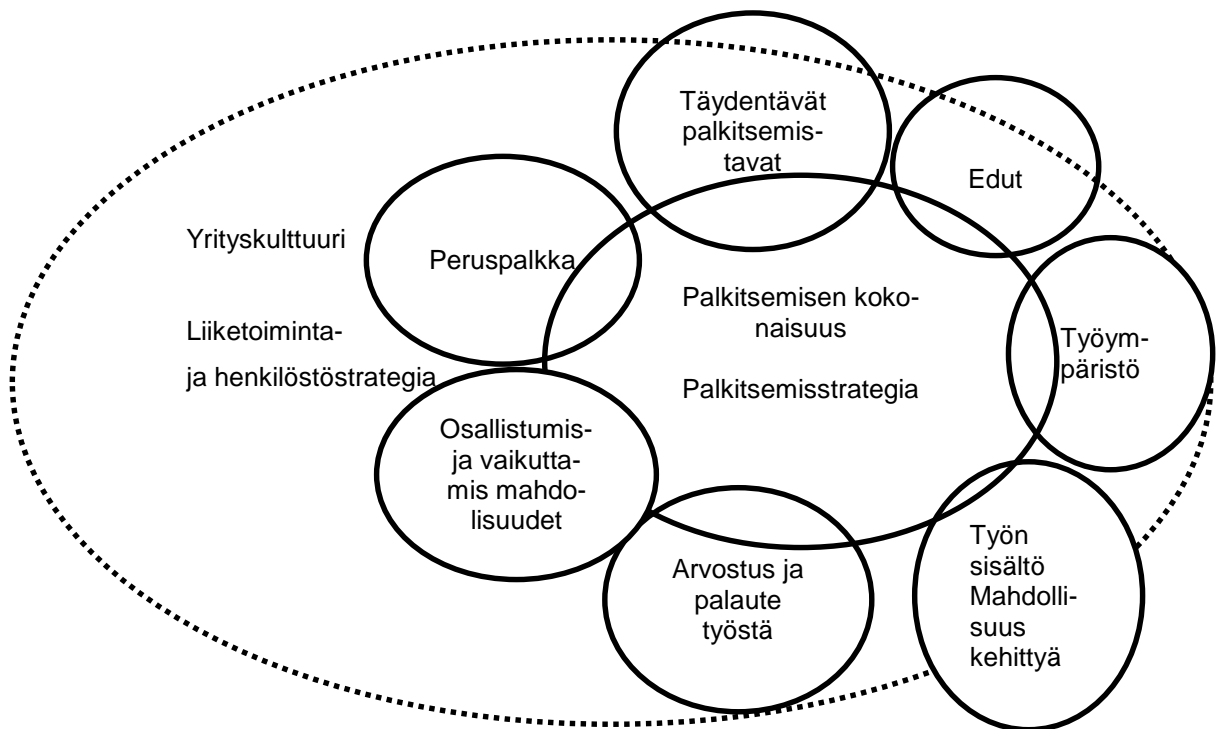 Täydentävät
palkitsemis-
tavat
Edut
Yrityskulttuuri
Peruspalkka
Palkitsemisen koko-
naisuus
Liiketoiminta-
ja henkilöstöstrategia
Palkitsemisstrategia
Työym-
päristö
Osallistumis-
ja vaikutta-
mis mahdo-
lisuudet
Arvostus ja
palaute
työstä
Työn
sisältö
Mahdolli-
suus
kehittyä